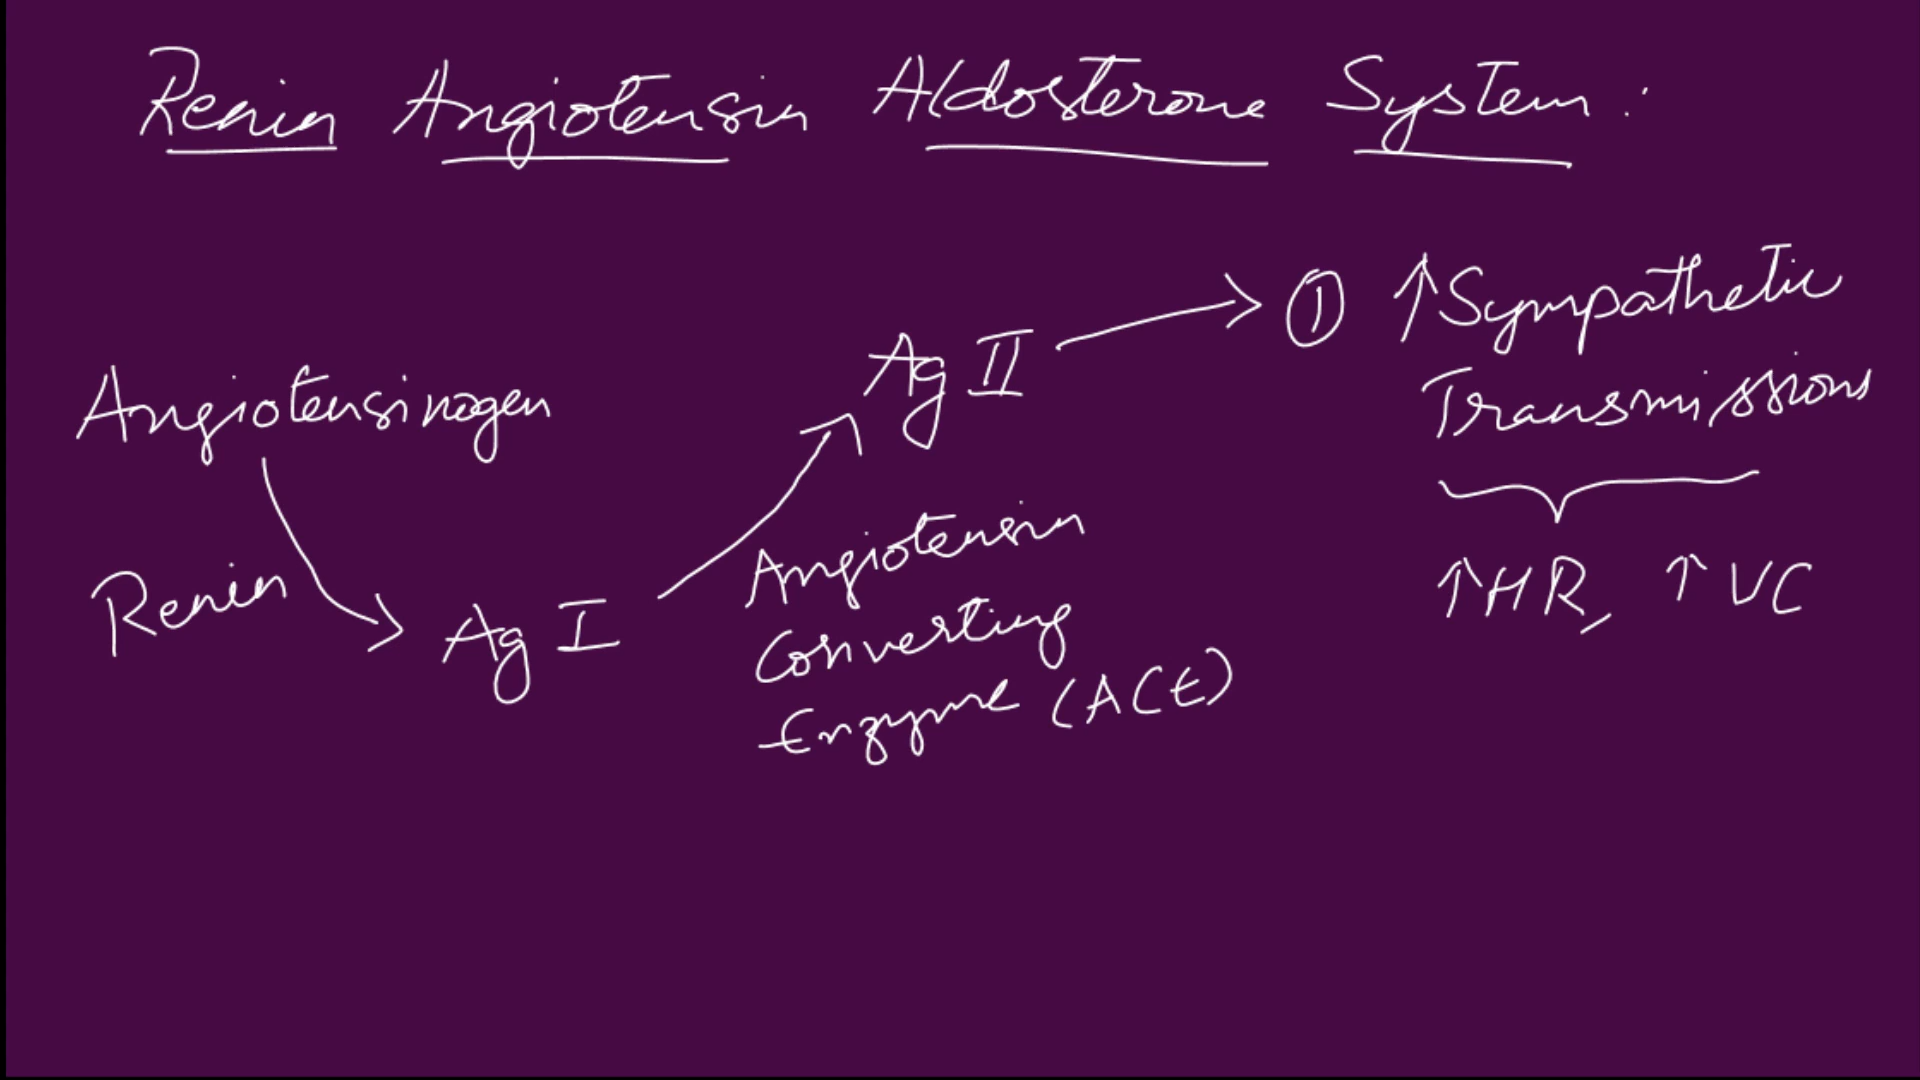 Renin Angiotensin Aldosterone System:
Angiotensinogen
Renin
Ag I
Ag II
Angiotensin
Converting
Enzyme (ACE)
① ↑Sympathetic
Transmissions
↑HR, ↑VC